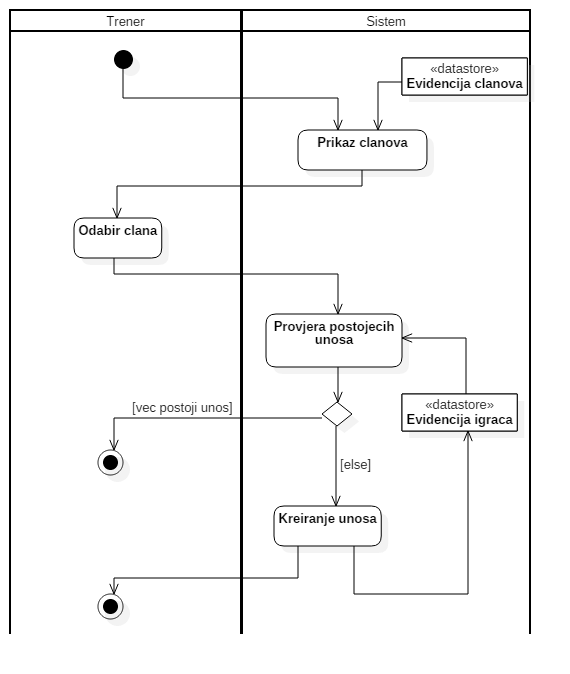 Trener
Sistem
«datastore»
Evidencija clanova
Prikaz clanova
Odabir clana
Provjera postojecih
unosa
«datastore»
Evidencija igraca
[vec postoji unos]
[else]
Kreiranje unosa